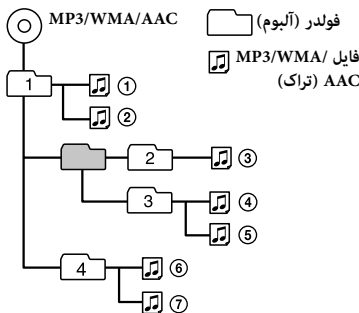 MP3/WMA/AAC
فولدر (آلبوم)
فایل MP3/WMA/
AAC (تراک)
1
①
②
2
③
3
④
⑤
4
⑥
⑦